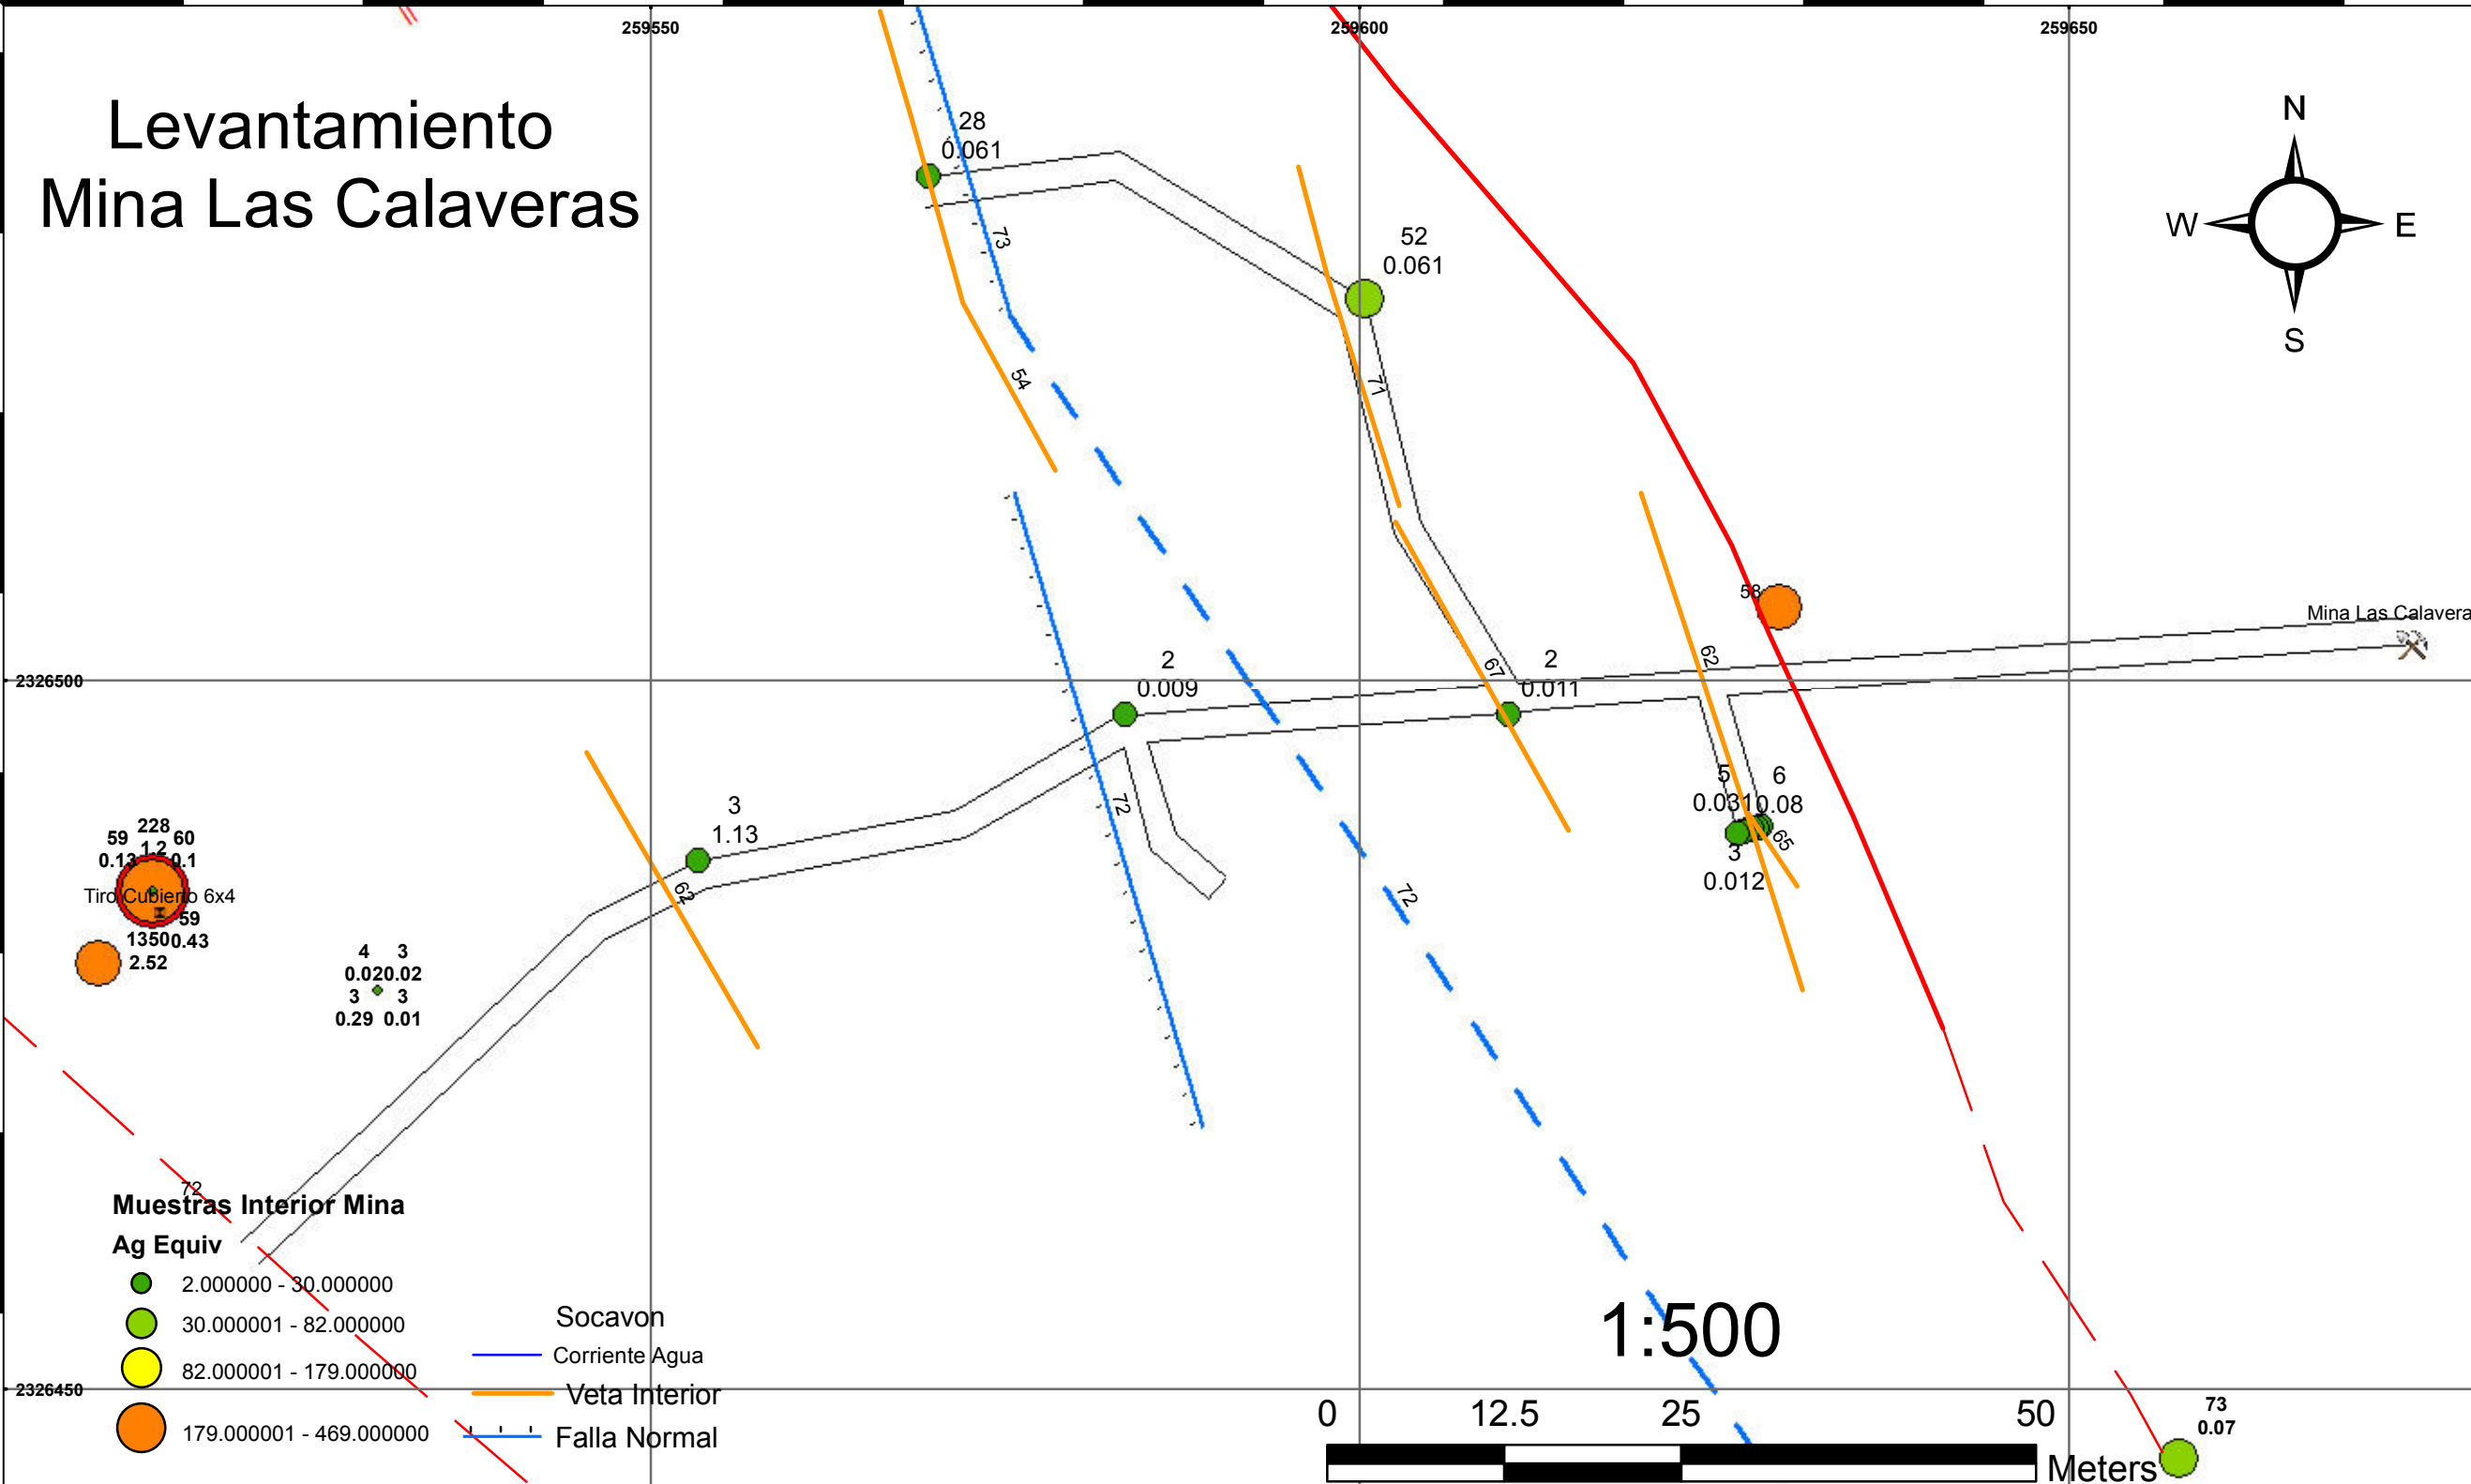 259550
259600
259650
Levantamiento
Mina Las Calaveras
N
W
E
S
28
0.061
73
52
0.061
54
71
58
Mina Las Calavera
62
67
2
0.009
2
0.011
2326500
72
5
0.031
6
0.08
65
3
0.012
3
1.13
62
72
228
59
1.2
60
0.13
0.1
Tiro Cubierto 6x4
59
1350
0.43
2.52
4 3
0.02 0.02
3 3
0.29 0.01
72
Muestras Interior Mina
Ag Equiv
2.000000 - 30.000000
30.000001 - 82.000000
82.000001 - 179.000000
179.000001 - 469.000000
Socavon
Corriente Agua
Veta Interior
Falla Normal
2326450
1:500
0 12.5 25 50
Meters
73
0.07